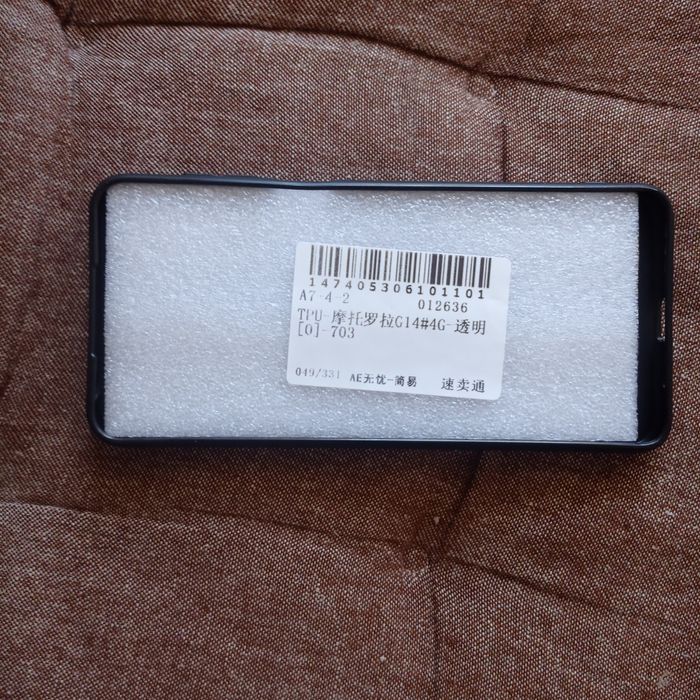 147405306101101
A7-4-2 012636
TPU-摩托罗拉G14#4G-透明
[0]-703
049/331 AE无忧-简易 速卖通